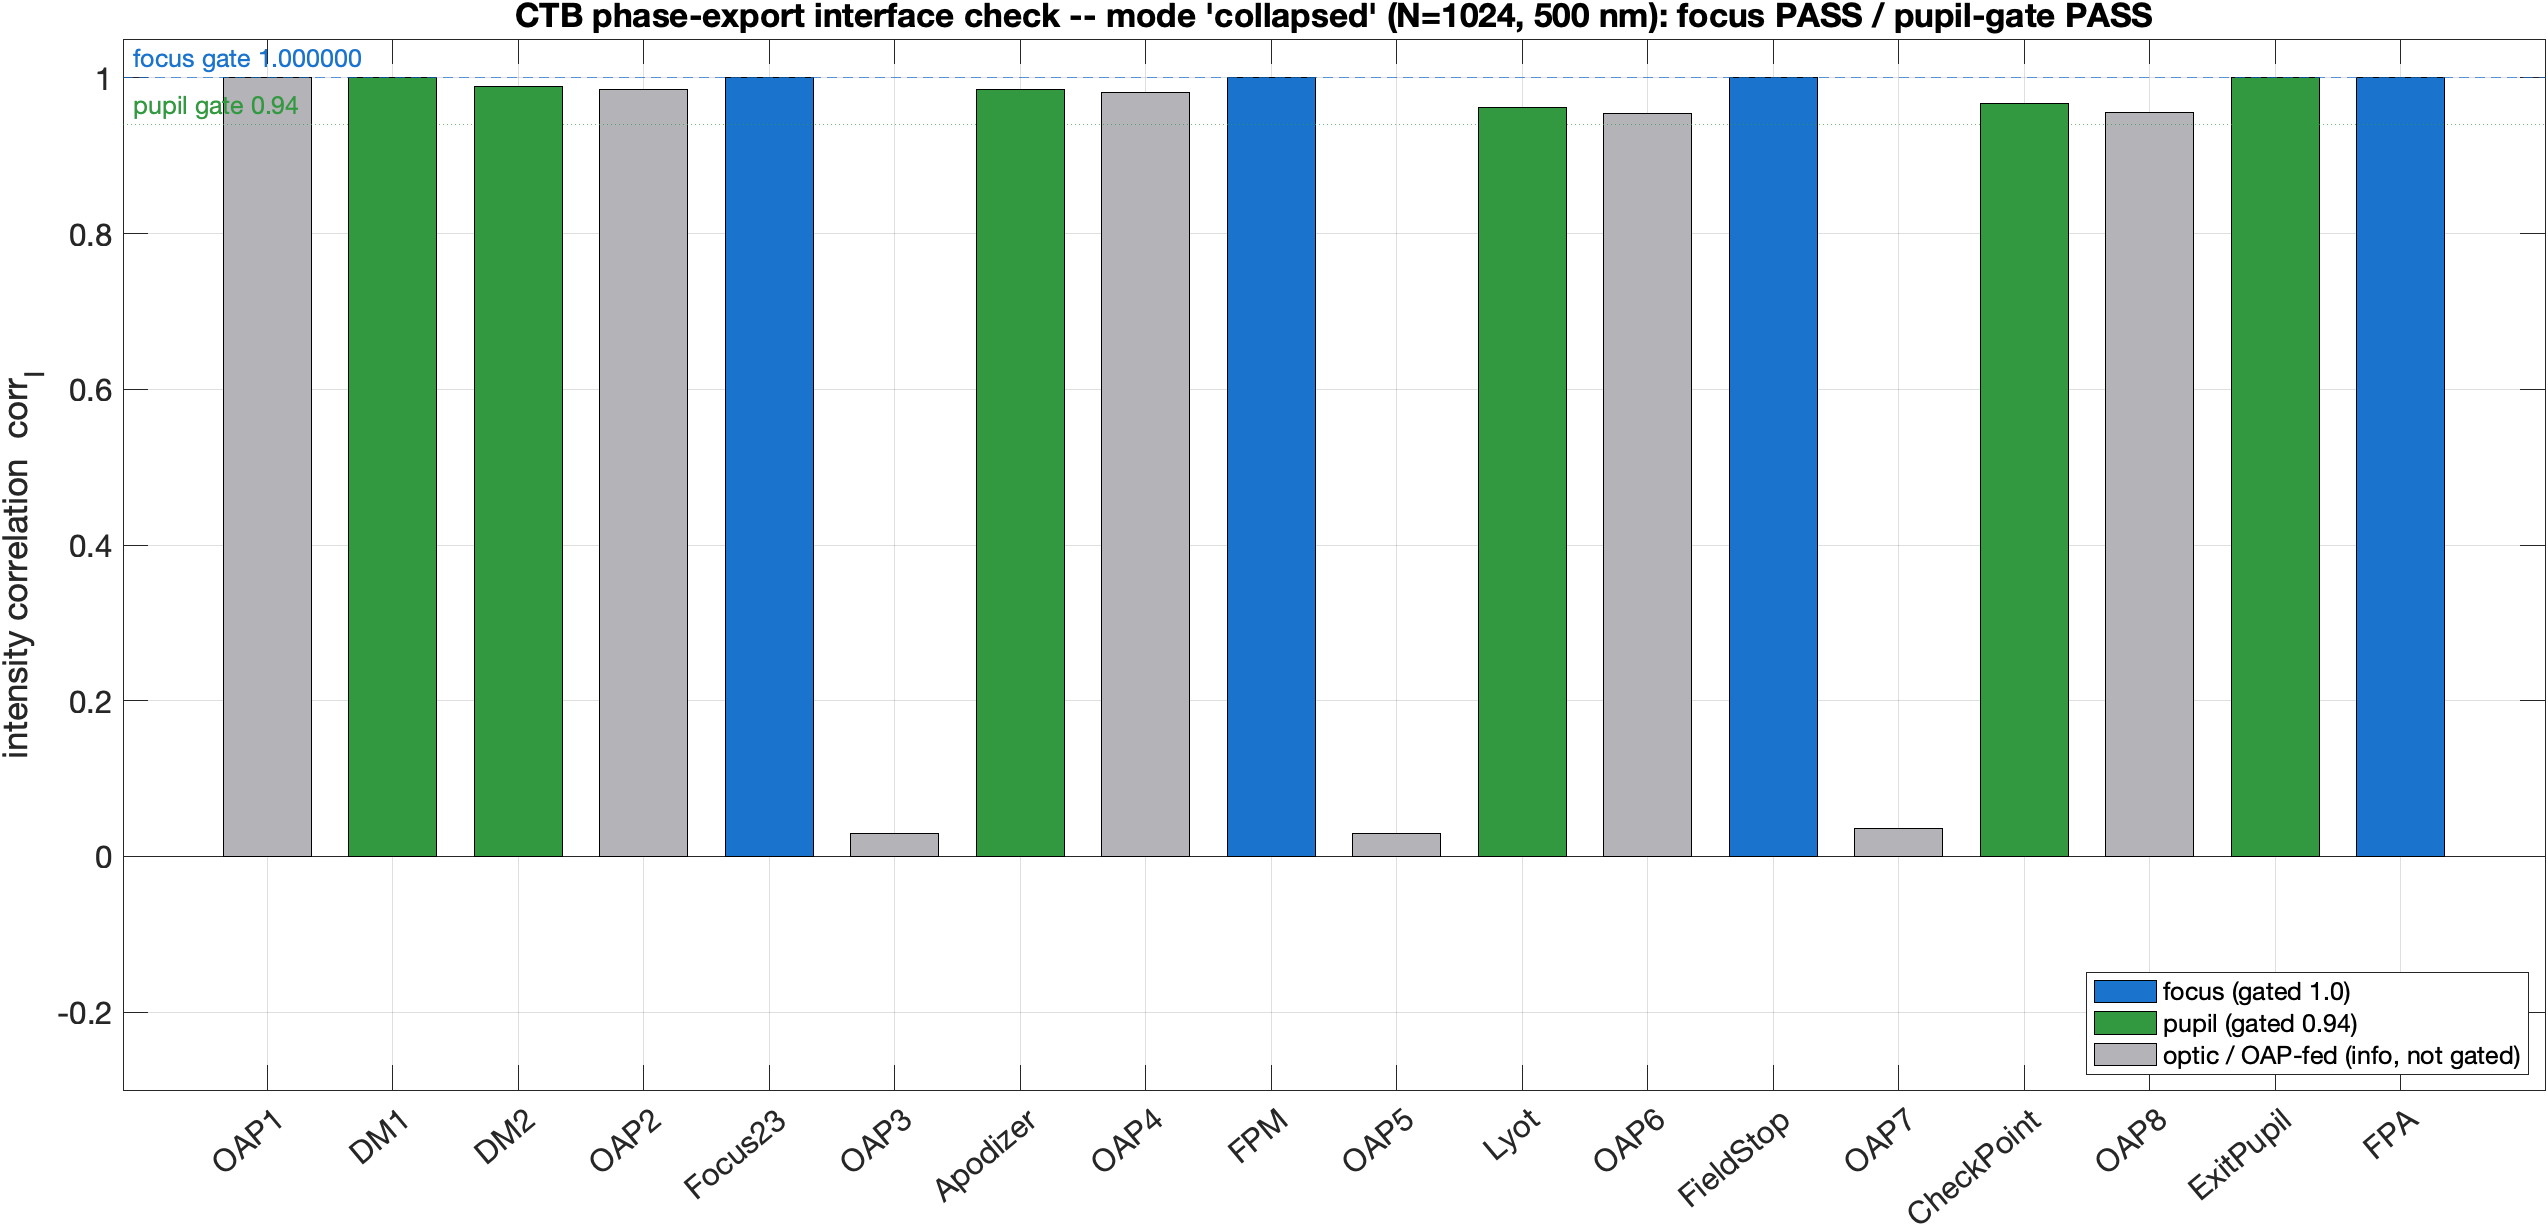 CTB phase-export interface check -- mode 'collapsed' (N=1024, 500 nm): focus PASS / pupil-gate PASS
focus gate 1.000000
pupil gate 0.94
intensity correlation corr_I
1
0.8
0.6
0.4
0.2
0
-0.2
focus (gated 1.0)
pupil (gated 0.94)
optic / OAP-fed (info, not gated)
OAP1
DM1
DM2
OAP2
Focus23
OAP3
Apodizer
OAP4
FPM
OAP5
Lyot
OAP6
FieldStop
OAP7
CheckPoint
OAP8
ExitPupil
FPA